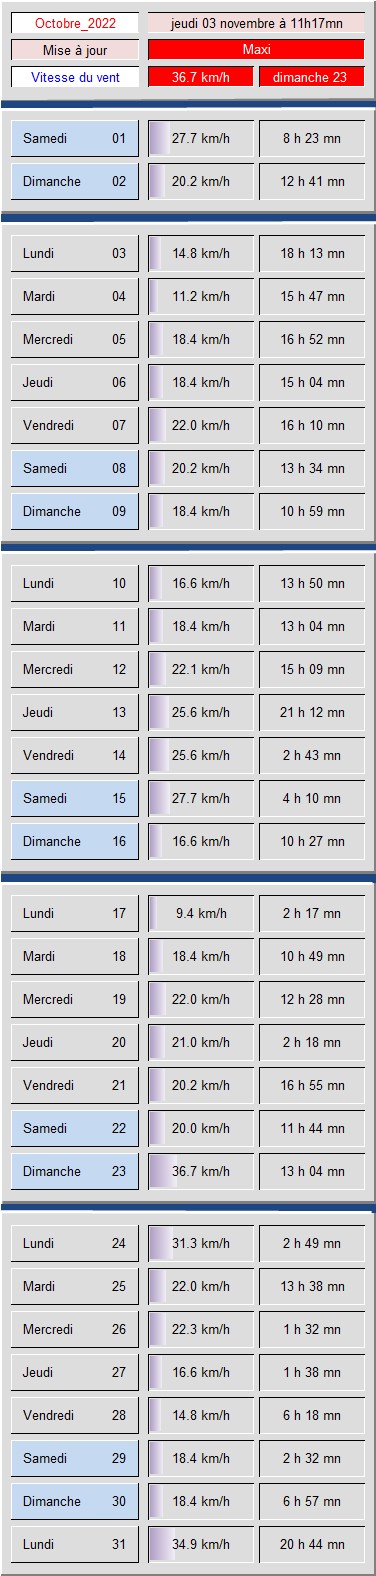 Octobre_2022 jeudi 03 novembre à 11h17mn
Mise à jour Maxi
Vitesse du vent 36.7 km/h dimanche 23
Samedi 01 27.7 km/h 8 h 23 mn
Dimanche 02 20.2 km/h 12 h 41 mn
Lundi 03 14.8 km/h 18 h 13 mn
Mardi 04 11.2 km/h 15 h 47 mn
Mercredi 05 18.4 km/h 16 h 52 mn
Jeudi 06 18.4 km/h 15 h 04 mn
Vendredi 07 22.0 km/h 16 h 10 mn
Samedi 08 20.2 km/h 13 h 34 mn
Dimanche 09 18.4 km/h 10 h 59 mn
Lundi 10 16.6 km/h 13 h 50 mn
Mardi 11 18.4 km/h 13 h 04 mn
Mercredi 12 22.1 km/h 15 h 09 mn
Jeudi 13 25.6 km/h 21 h 12 mn
Vendredi 14 25.6 km/h 2 h 43 mn
Samedi 15 27.7 km/h 4 h 10 mn
Dimanche 16 16.6 km/h 10 h 27 mn
Lundi 17 9.4 km/h 2 h 17 mn
Mardi 18 18.4 km/h 10 h 49 mn
Mercredi 19 22.0 km/h 12 h 28 mn
Jeudi 20 21.0 km/h 2 h 18 mn
Vendredi 21 20.2 km/h 16 h 55 mn
Samedi 22 20.0 km/h 11 h 44 mn
Dimanche 23 36.7 km/h 13 h 04 mn
Lundi 24 31.3 km/h 2 h 49 mn
Mardi 25 22.0 km/h 13 h 38 mn
Mercredi 26 22.3 km/h 1 h 32 mn
Jeudi 27 16.6 km/h 1 h 38 mn
Vendredi 28 14.8 km/h 6 h 18 mn
Samedi 29 18.4 km/h 2 h 32 mn
Dimanche 30 18.4 km/h 6 h 57 mn
Lundi 31 34.9 km/h 20 h 44 mn